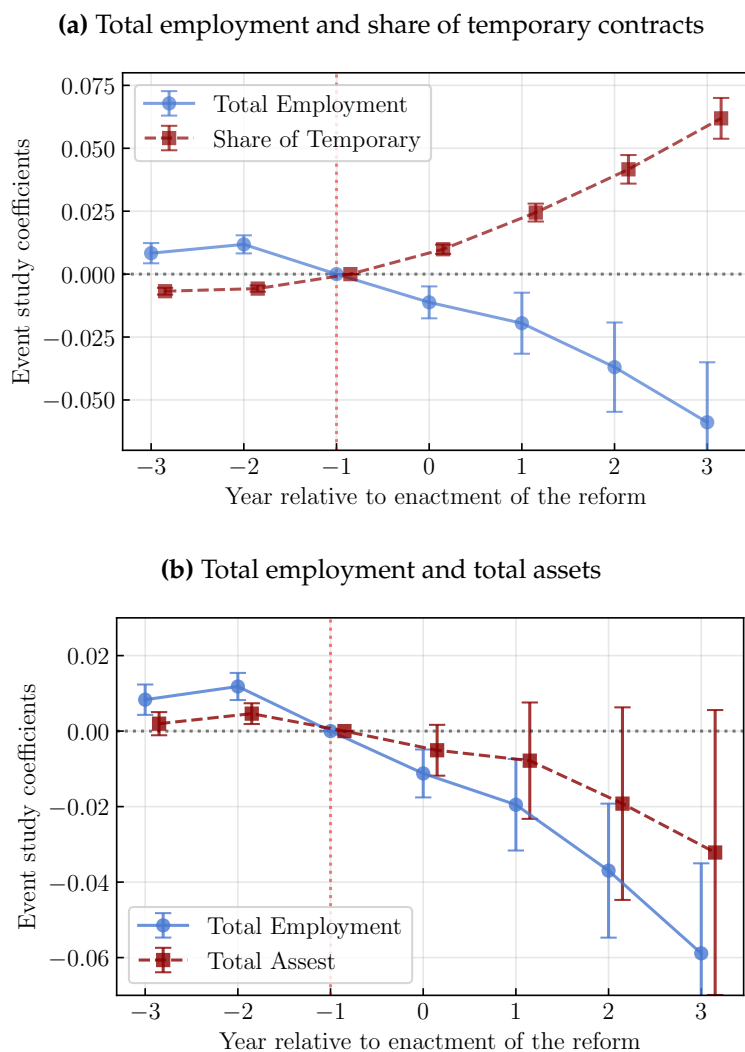 (a) Total employment and share of temporary contracts
0.075
0.050
0.025
0.000
−0.025
−0.050
Event study coefficients
Total Employment
Share of Temporary
−3 −2 −1 0 1 2 3
Year relative to enactment of the reform
(b) Total employment and total assets
0.02
0.00
−0.02
−0.04
−0.06
Event study coefficients
Total Employment
Total Assest
−3 −2 −1 0 1 2 3
Year relative to enactment of the reform